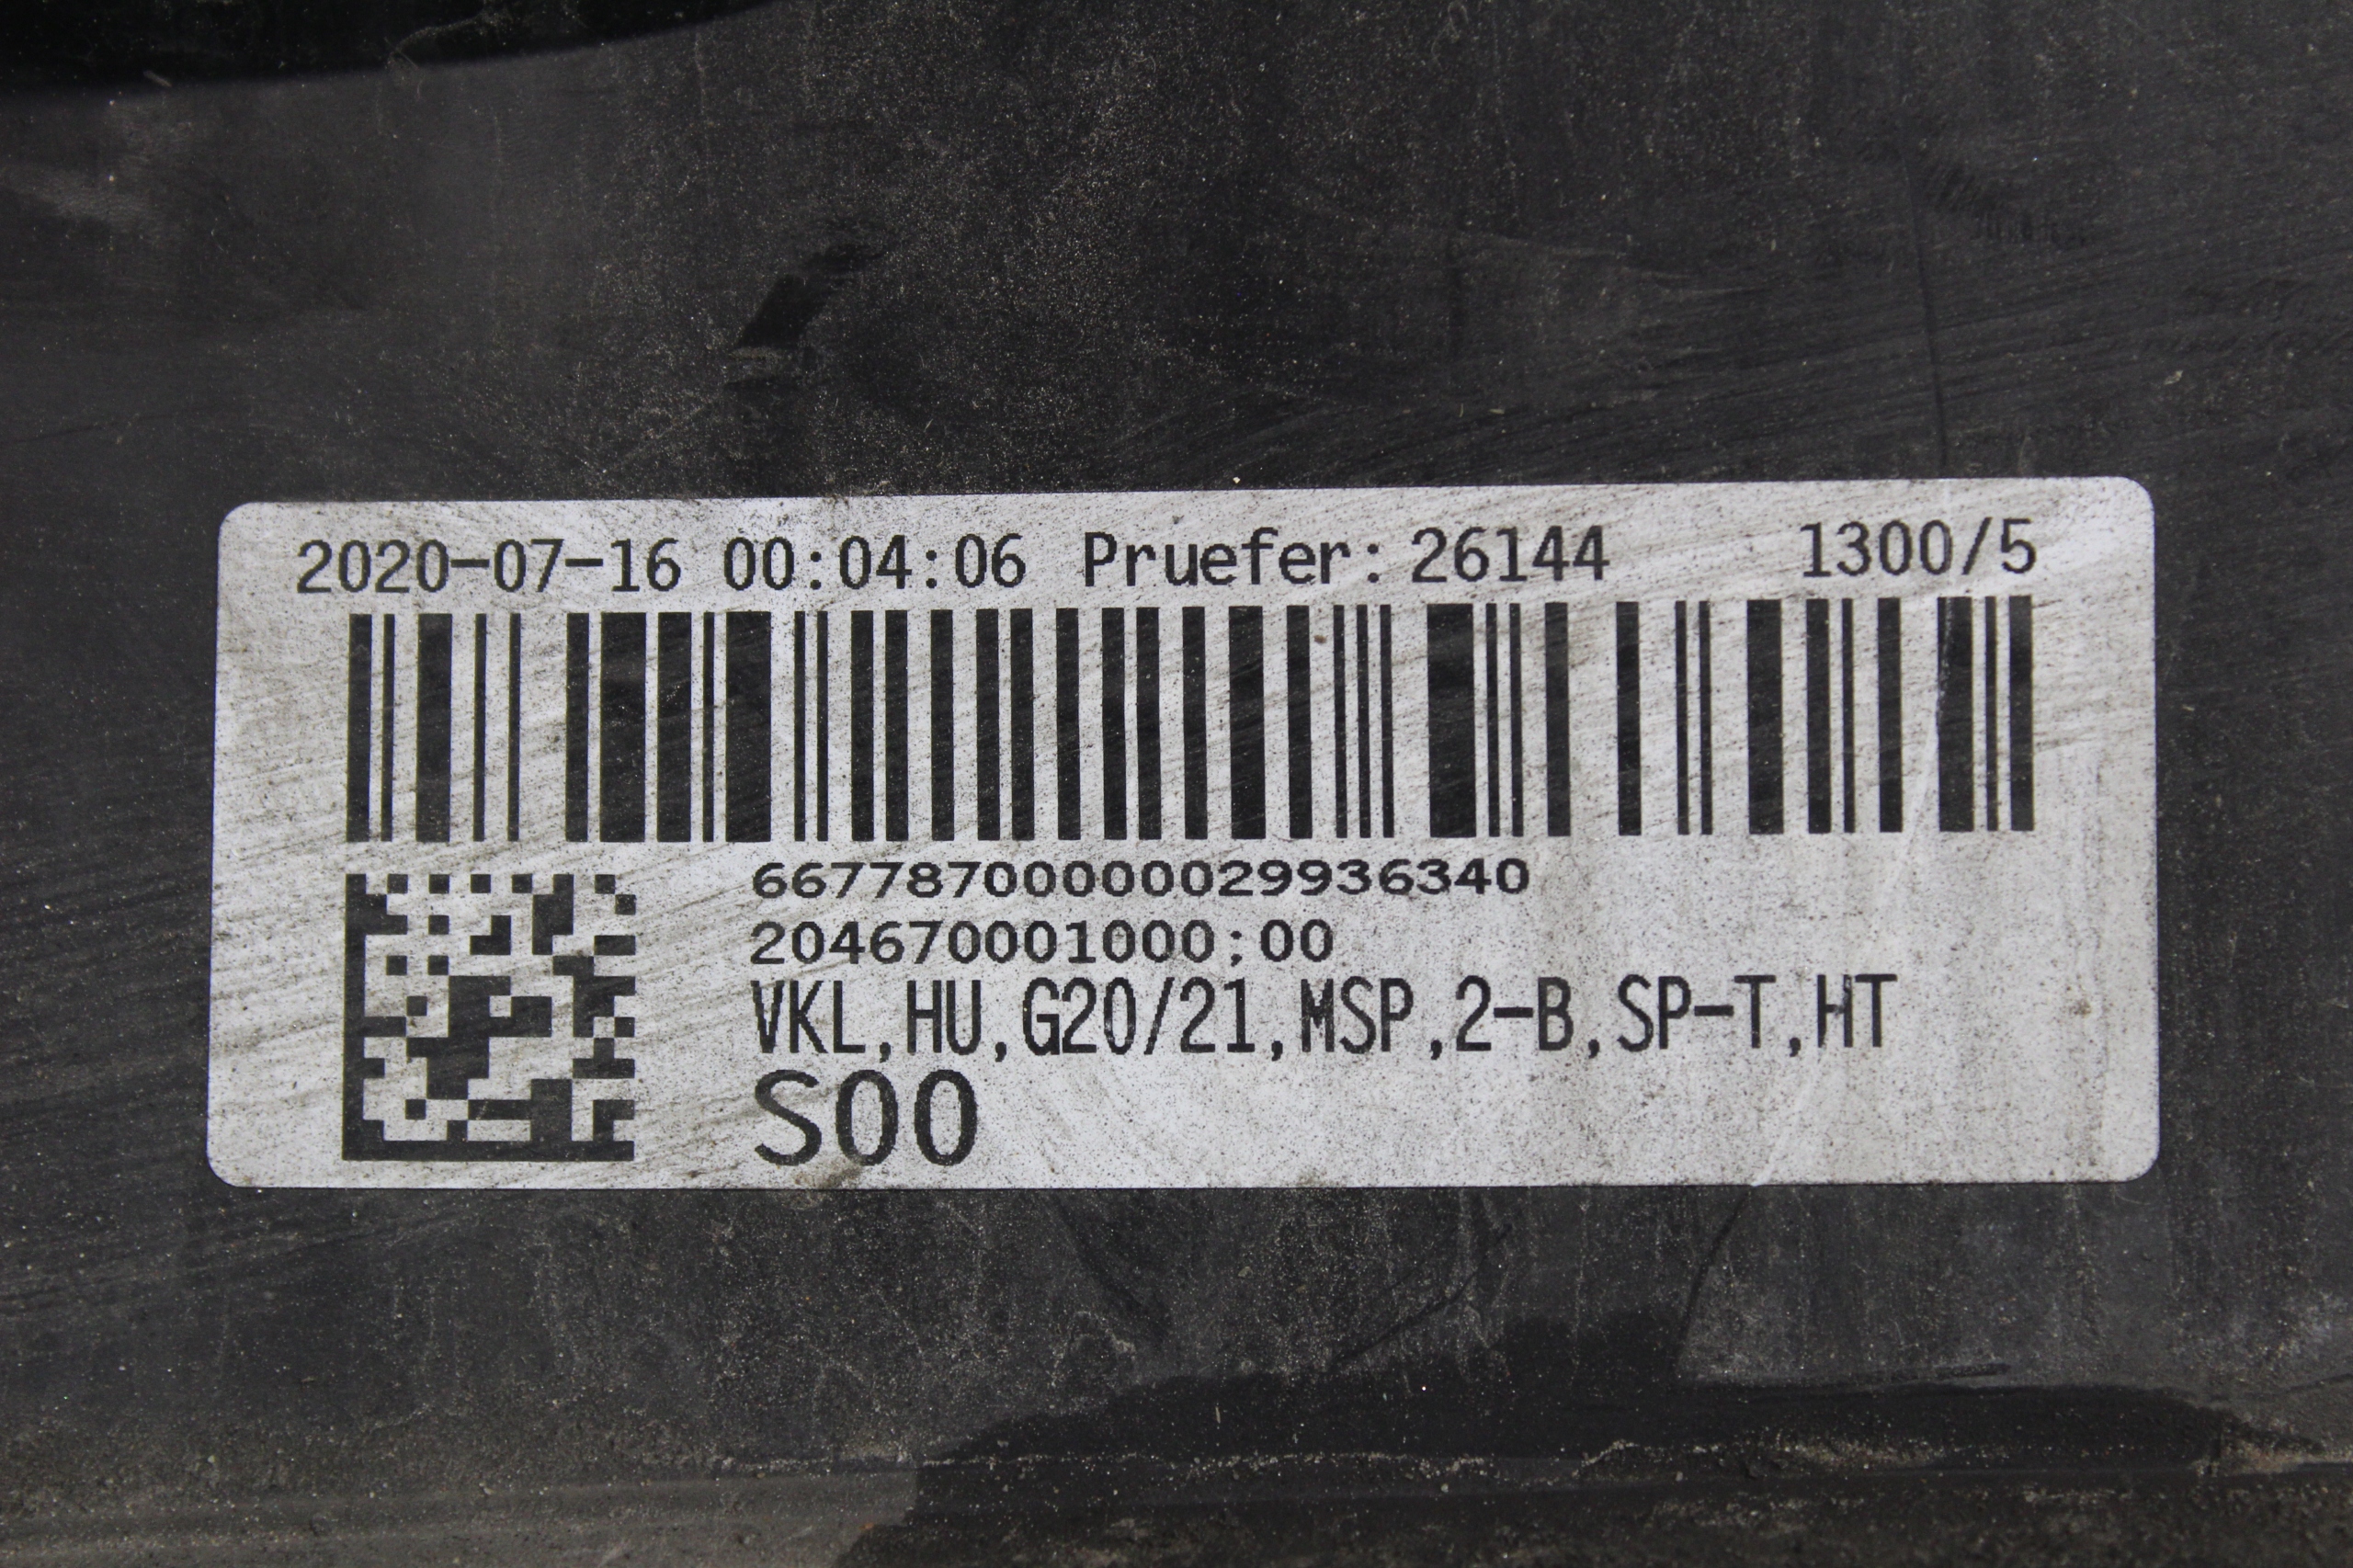 2020-07-16 00:04:06 Pruefer: 26144 1300/5
667787000000029936340
204670001000;00
VKL,HU,G20/21,MSP,2-B,SP-T,HT
S00